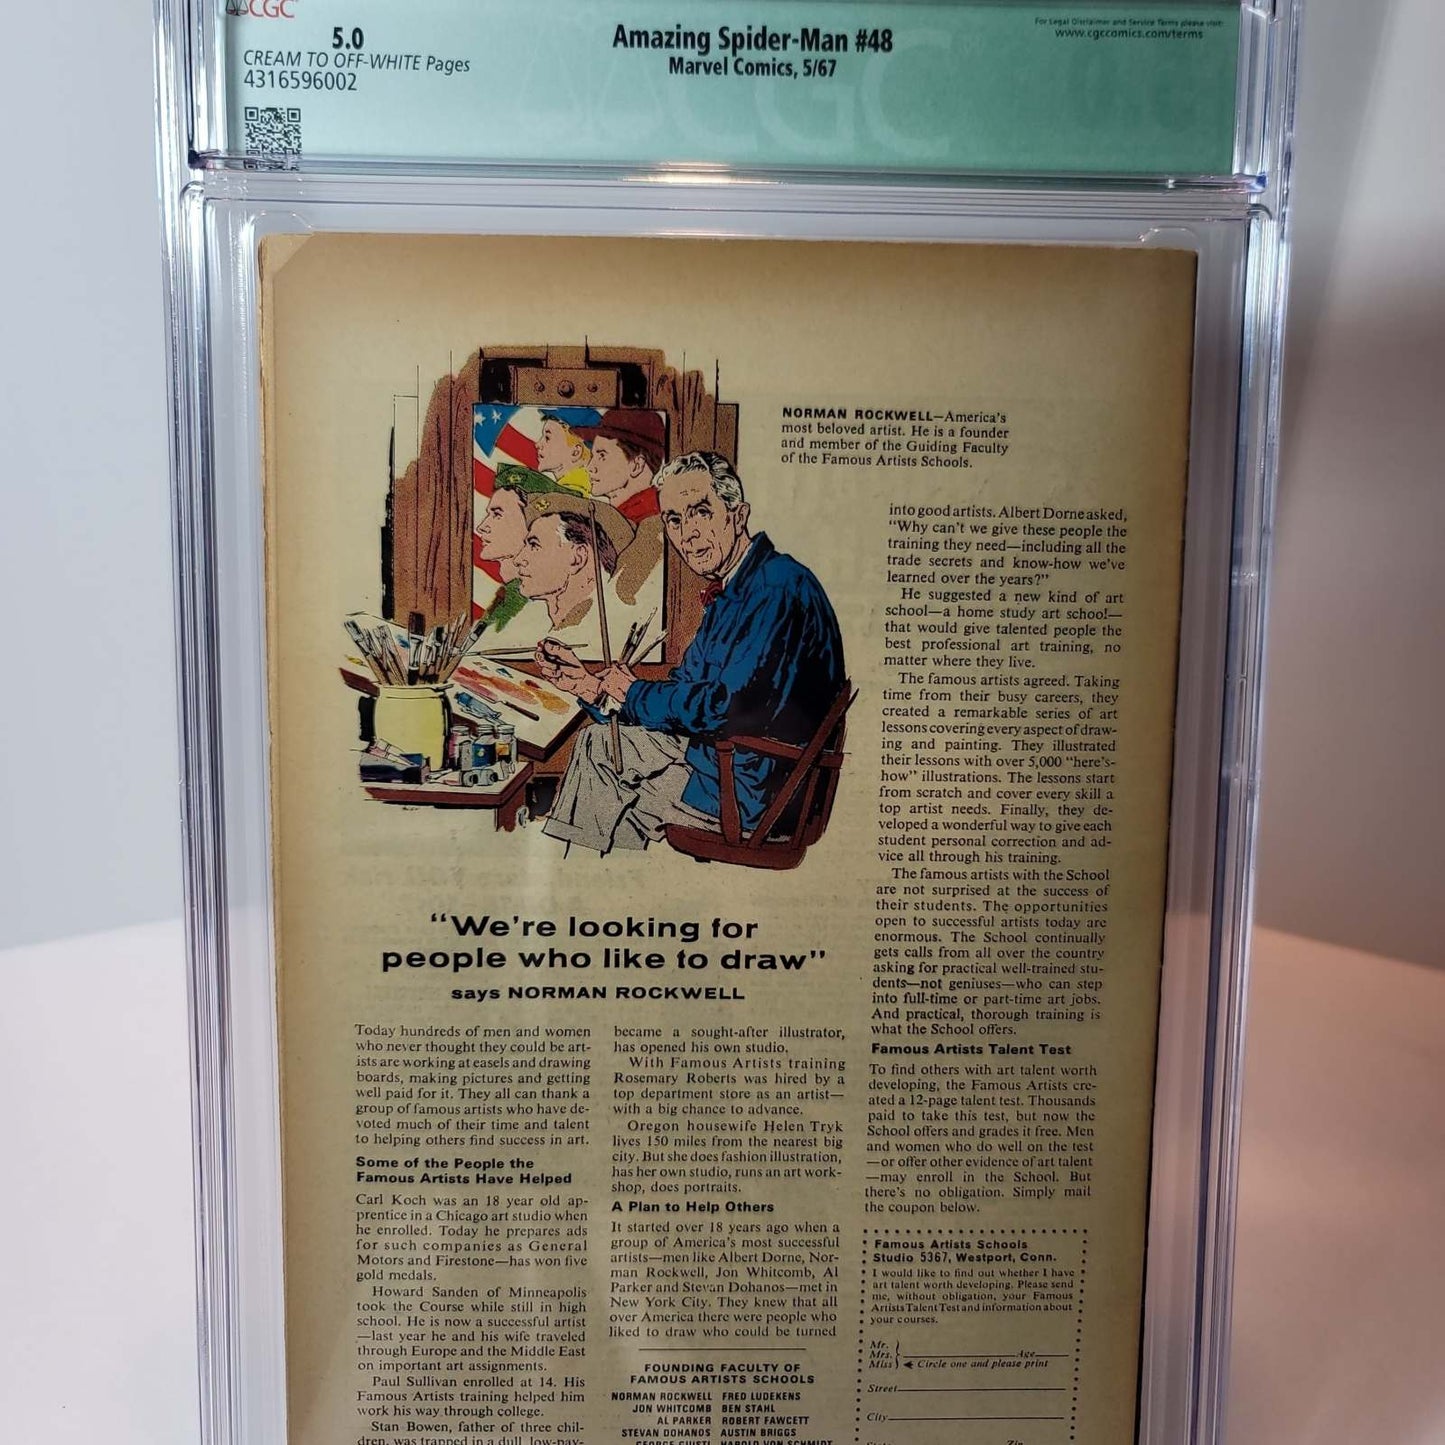 CGC
5.0
CREAM TO OFF-WHITE Pages
4316596002
Amazing Spider-Man #48
Marvel Comics, 5/67
For Legal Disclaimer and Service Terms please visit:
www.cgccomics.com/terms
NORMAN ROCKWELL—America's
most beloved artist. He is a founder
and member of the Guiding Faculty
of the Famous Artists Schools.
"We're looking for
people who like to draw"
says NORMAN ROCKWELL
Today hundreds of men and women
who never thought they could be art-
ists are working at easels and drawing
boards, making pictures and getting
well paid for it. They all can thank a
group of famous artists who have de-
voted much of their time and talent
to helping others find success in art.
Some of the People the
Famous Artists Have Helped
Carl Koch was an 18 year old ap-
prentice in a Chicago art studio when
he enrolled. Today he prepares ads
for such companies as General
Motors and Firestone—has won five
gold medals.
Howard Sanden of Minneapolis
took the Course while still in high
school. He is now a successful artist
—last year he and his wife traveled
through Europe and the Middle East
on important art assignments.
Paul Sullivan enrolled at 14. His
Famous Artists training helped him
work his way through college.
Stan Bowen, father of three chil-
dren, was trapped in a dull, low-pay-
became a sought-after illustrator,
has opened his own studio.
With Famous Artists training
Rosemary Roberts was hired by a
top department store as an artist—
with a big chance to advance.
Oregon housewife Helen Tryk
lives 150 miles from the nearest big
city. But she does fashion illustration,
has her own studio, runs an art work-
shop, does portraits.
A Plan to Help Others
It started over 18 years ago when a
group of America's most successful
artists—men like Albert Dorne, Nor-
man Rockwell, Jon Whitcomb, Al
Parker and Stevan Dohanos—met in
New York City. They knew that all
over America there were people who
liked to draw who could be turned
FOUNDING FACULTY OF
FAMOUS ARTISTS SCHOOLS
NORMAN ROCKWELL FRED LUDEKENS
JON WHITCOMB BEN STAHL
AL PARKER ROBERT FAWCETT
STEVAN DOHANOS AUSTIN BRIGGS
GEORGE GIUSTI HAROLD VON SCHMIDT
into good artists. Albert Dorne asked,
"Why can't we give these people the
training they need—including all the
trade secrets and know-how we've
learned over the years?"
He suggested a new kind of art
school—a home study art school—
that would give talented people the
best professional art training, no
matter where they live.
The famous artists agreed. Taking
time from their busy careers, they
created a remarkable series of art
lessons covering every aspect of draw-
ing and painting. They illustrated
their lessons with over 5,000 "here's-
how" illustrations. The lessons start
from scratch and cover every skill a
top artist needs. Finally, they de-
veloped a wonderful way to give each
student personal correction and ad-
vice all through his training.
The famous artists with the School
are not surprised at the success of
their students. The opportunities
open to successful artists today are
enormous. The School continually
gets calls from all over the country
asking for practical well-trained stu-
dents—not geniuses—who can step
into full-time or part-time art jobs.
And practical, thorough training is
what the School offers.
Famous Artists Talent Test
To find others with art talent worth
developing, the Famous Artists cre-
ated a 12-page talent test. Thousands
paid to take this test, but now the
School offers and grades it free. Men
and women who do well on the test
—or offer other evidence of art talent
—may enroll in the School. But
there's no obligation. Simply mail
the coupon below.
Famous Artists Schools
Studio 5367, Westport, Conn.
I would like to find out whether I have
art talent worth developing. Please send
me, without obligation, your Famous
Artists Talent Test and information about
your courses.
Mr.
Mrs. Age
Miss Circle one and please print
Street
City
State Zip